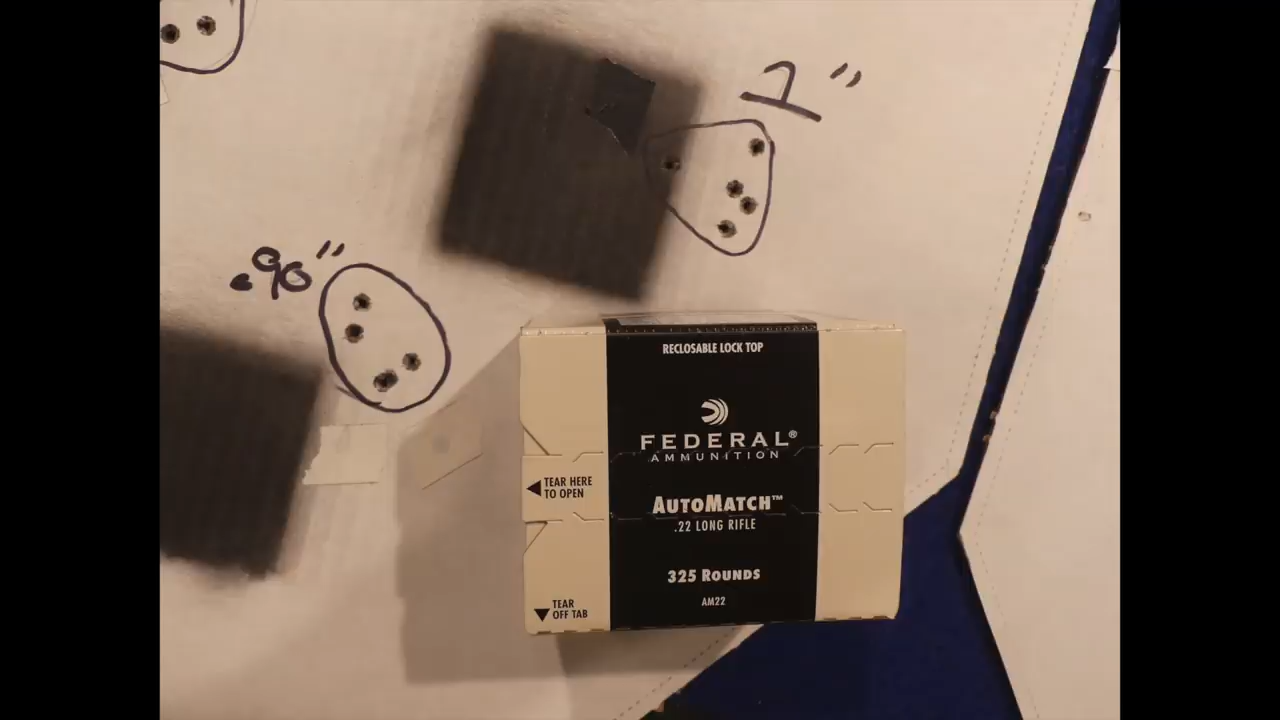 1"
.90"
RECLOSABLE LOCK TOP
FEDERAL®
AMMUNITION
TEAR HERE
TO OPEN
AUTOMATCH™
.22 LONG RIFLE
325 ROUNDS
AM22
TEAR
OFF TAB